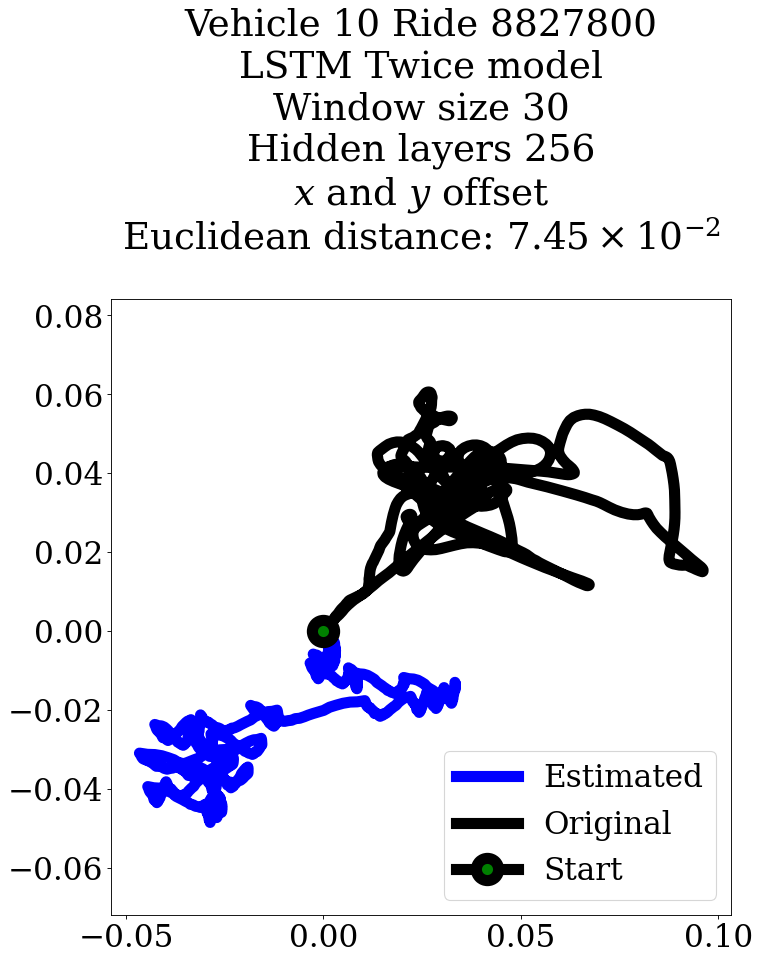 Vehicle 10 Ride 8827800
LSTM Twice model
Window size 30
Hidden layers 256
x and y offset
Euclidean distance: 7.45 × 10⁻²
0.08
0.06
0.04
0.02
0.00
−0.02
−0.04
−0.06
Estimated
Original
Start
−0.05
0.00
0.05
0.10